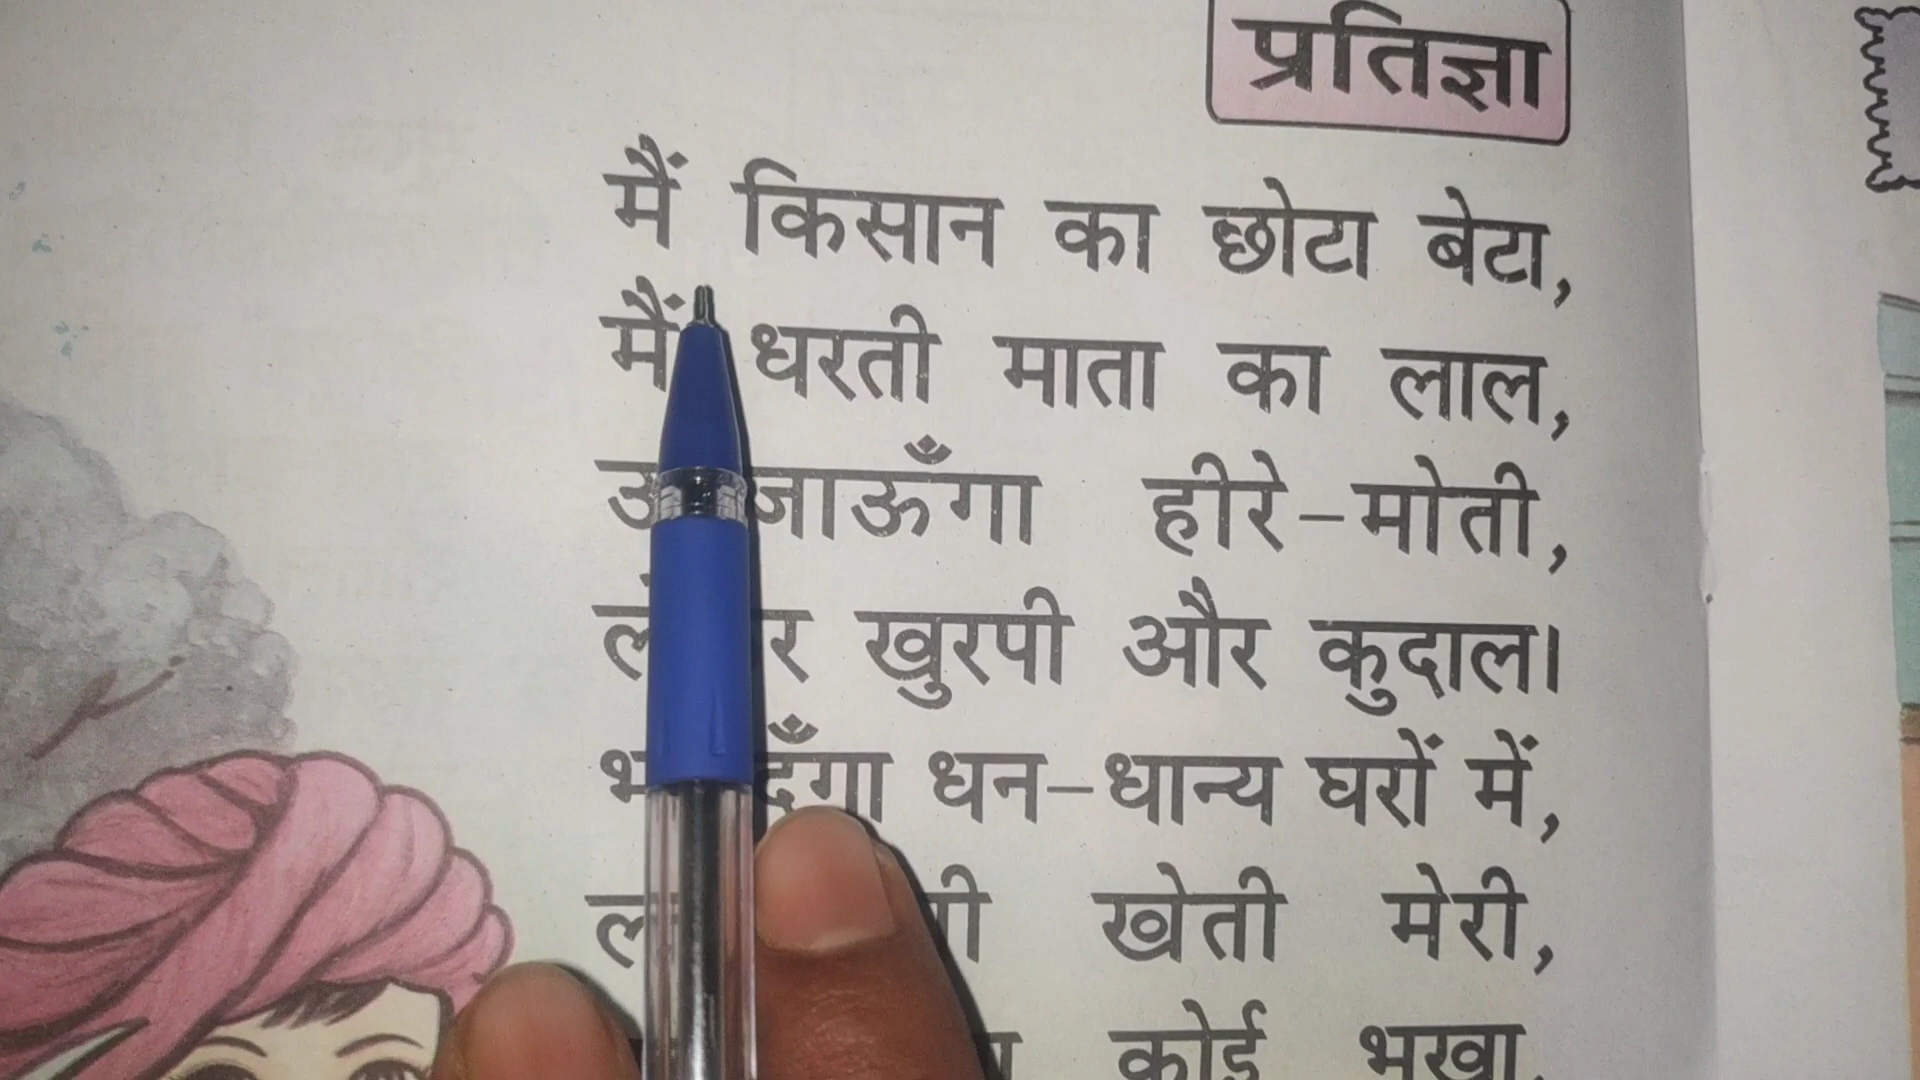 प्रतिज्ञा
मैं किसान का छोटा बेटा,
मैं धरती माता का लाल,
हीरे-मोती,
खुरपी और कुदाल।
धन-धान्य घरों में,
खेती मेरी,
कोई